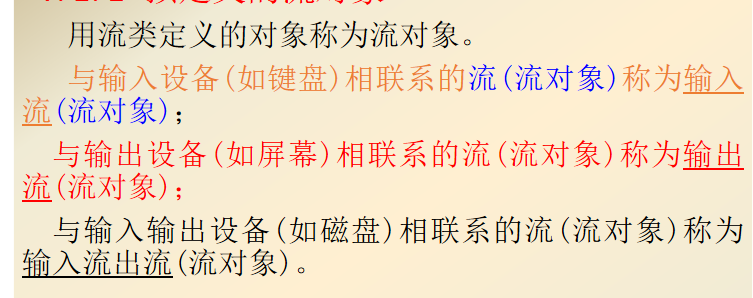 用流类定义的对象称为流对象。
与输入设备(如键盘)相联系的流(流对象)称为输入
流(流对象);
与输出设备(如屏幕)相联系的流(流对象)称为输出
流(流对象);
与输入输出设备(如磁盘)相联系的流(流对象)称为
输入流出流(流对象)。